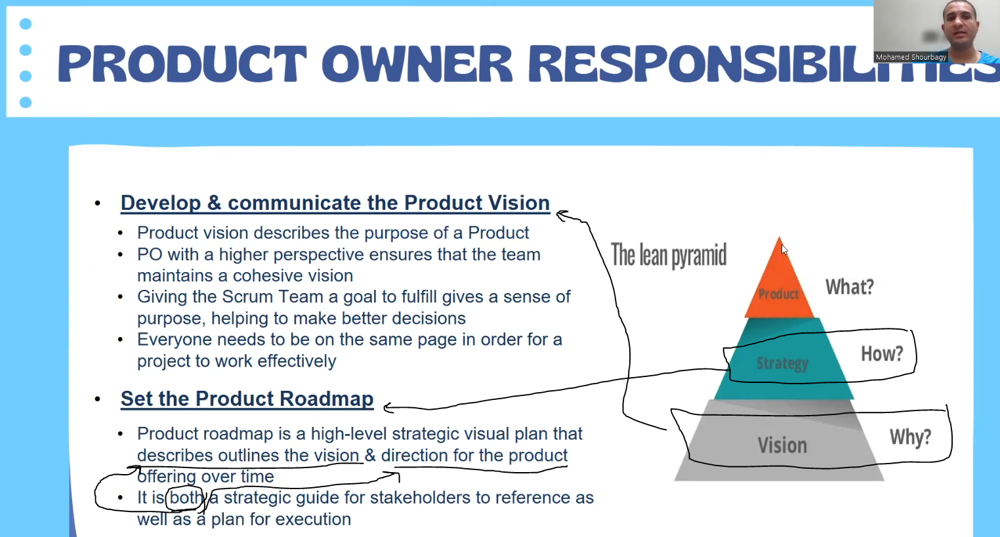 PRODUCT OWNER RESPONSIBILITIES
Mohamed Shourbagy
• Develop & communicate the Product Vision
• Product vision describes the purpose of a Product
• PO with a higher perspective ensures that the team
maintains a cohesive vision
• Giving the Scrum Team a goal to fulfill gives a sense of
purpose, helping to make better decisions
• Everyone needs to be on the same page in order for a
project to work effectively
• Set the Product Roadmap
• Product roadmap is a high-level strategic visual plan that
describes outlines the vision & direction for the product
offering over time
• It is both a strategic guide for stakeholders to reference as
well as a plan for execution
The lean pyramid
Product
What?
Strategy
How?
Vision
Why?